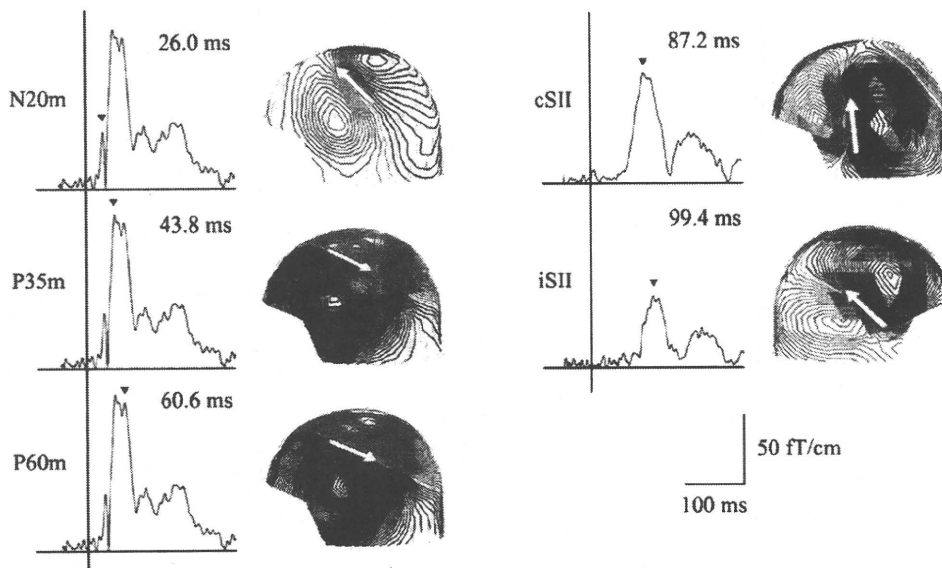 26.0 ms
N20m
43.8 ms
P35m
60.6 ms
P60m
87.2 ms
cSII
99.4 ms
iSII
50 fT/cm
100 ms